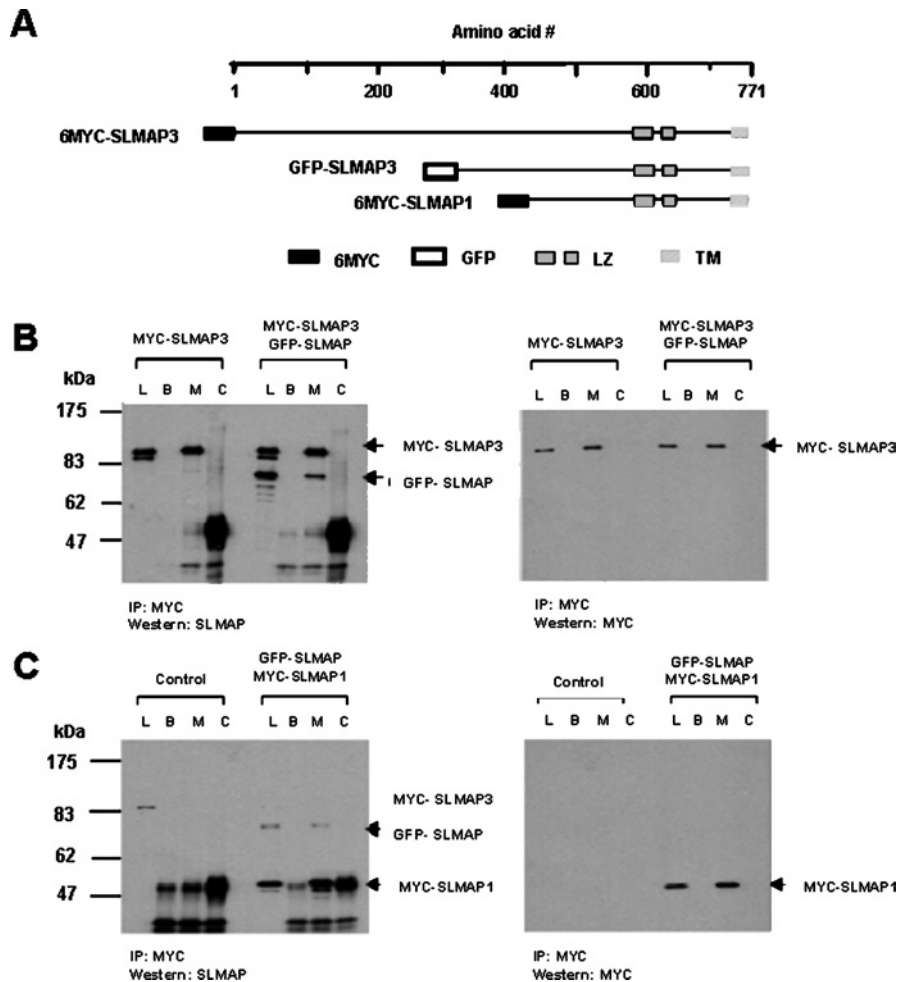 A
Amino acid #
1 200 400 600 771
6MYC-SLMAP3
GFP-SLMAP3
6MYC-SLMAP1
6MYC GFP LZ TM
B
MYC-SLMAP3
MYC-SLMAP3
GFP-SLMAP
kDa
L B M C L B M C
175
83
62
47
MYC-SLMAP3
GFP-SLMAP
IP: MYC
Western: SLMAP
MYC-SLMAP3
MYC-SLMAP3
GFP-SLMAP
L B M C L B M C
MYC-SLMAP3
IP: MYC
Western: MYC
C
Control
GFP-SLMAP
MYC-SLMAP1
kDa
L B M C L B M C
175
83
62
47
MYC-SLMAP3
GFP-SLMAP
MYC-SLMAP1
IP: MYC
Western: SLMAP
Control
GFP-SLMAP
MYC-SLMAP1
L B M C L B M C
MYC-SLMAP1
IP: MYC
Western: MYC